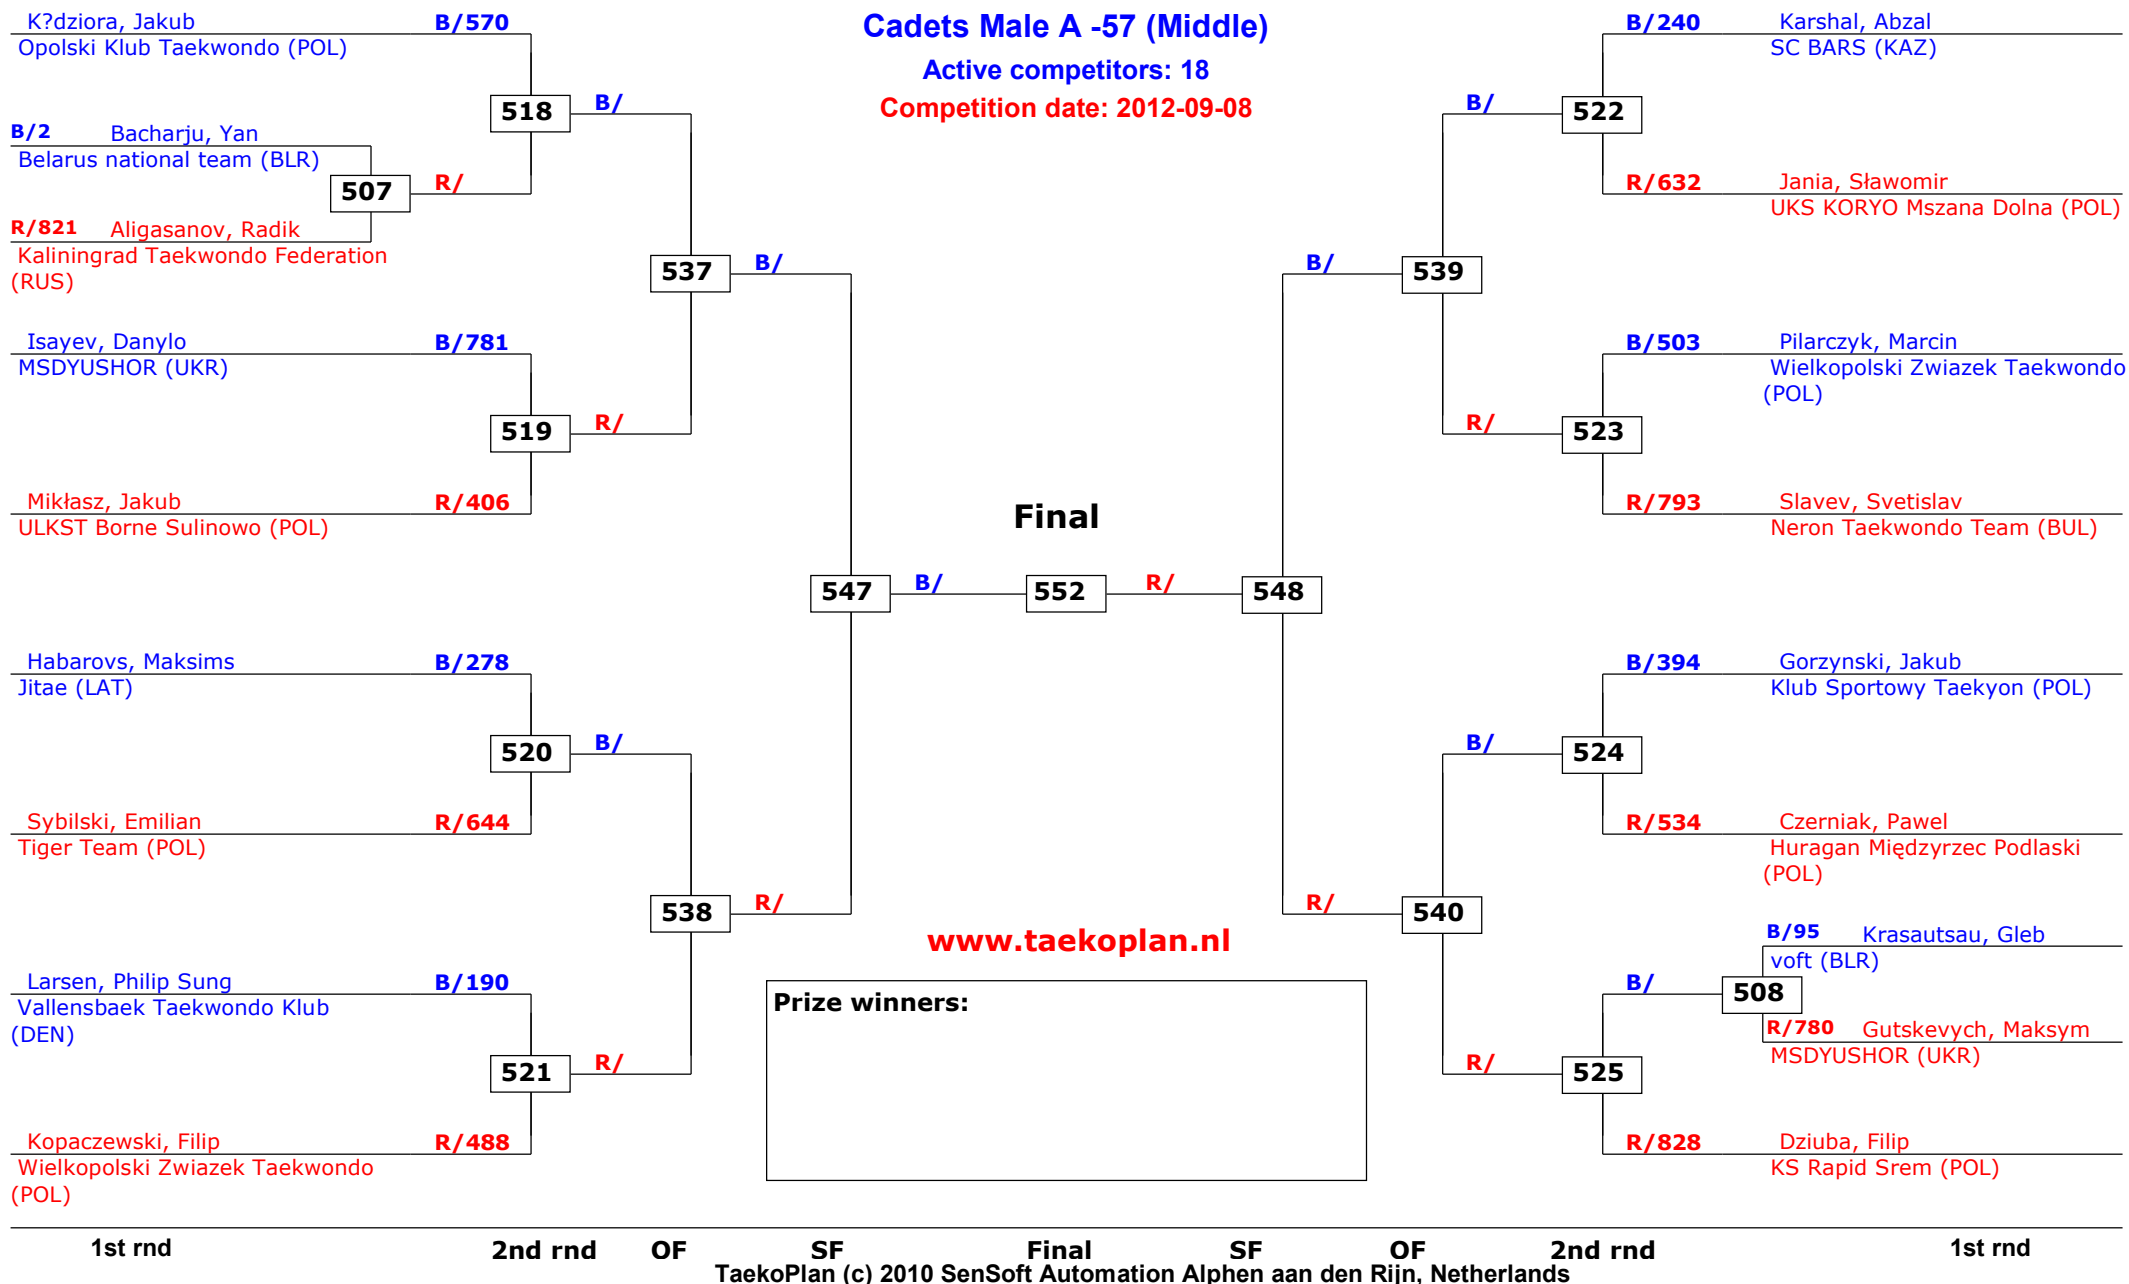 Cadets Male A -57 (Middle)
Active competitors: 18
Competition date: 2012-09-08
K?dziora, Jakub B/570
Opolski Klub Taekwondo (POL)
518 B/
B/2 Bacharju, Yan
Belarus national team (BLR)
507 R/
R/821 Aligasanov, Radik
Kaliningrad Taekwondo Federation
(RUS)
537 B/
Isayev, Danylo B/781
MSDYUSHOR (UKR)
519 R/
Mikłasz, Jakub R/406
ULKST Borne Sulinowo (POL)
547 B/
Habarovs, Maksims B/278
Jitae (LAT)
520 B/
Sybilski, Emilian R/644
Tiger Team (POL)
538 R/
Larsen, Philip Sung B/190
Vallensbaek Taekwondo Klub
(DEN)
521 R/
Kopaczewski, Filip R/488
Wielkopolski Zwiazek Taekwondo
(POL)
Final
552
B/240 Karshal, Abzal
SC BARS (KAZ)
B/ 522
R/632 Jania, Sławomir
UKS KORYO Mszana Dolna (POL)
B/ 539
B/503 Pilarczyk, Marcin
Wielkopolski Zwiazek Taekwondo
(POL)
R/ 523
R/793 Slavev, Svetislav
Neron Taekwondo Team (BUL)
R/ 548
B/394 Gorzynski, Jakub
Klub Sportowy Taekyon (POL)
B/ 524
R/534 Czerniak, Pawel
Huragan Międzyrzec Podlaski
(POL)
R/ 540
B/95 Krasautsau, Gleb
voft (BLR)
B/ 508
R/780 Gutskevych, Maksym
MSDYUSHOR (UKR)
R/ 525
R/828 Dziuba, Filip
KS Rapid Srem (POL)
www.taekoplan.nl
Prize winners:
1st rnd 2nd rnd OF SF Final SF OF 2nd rnd 1st rnd
TaekoPlan (c) 2010 SenSoft Automation Alphen aan den Rijn, Netherlands